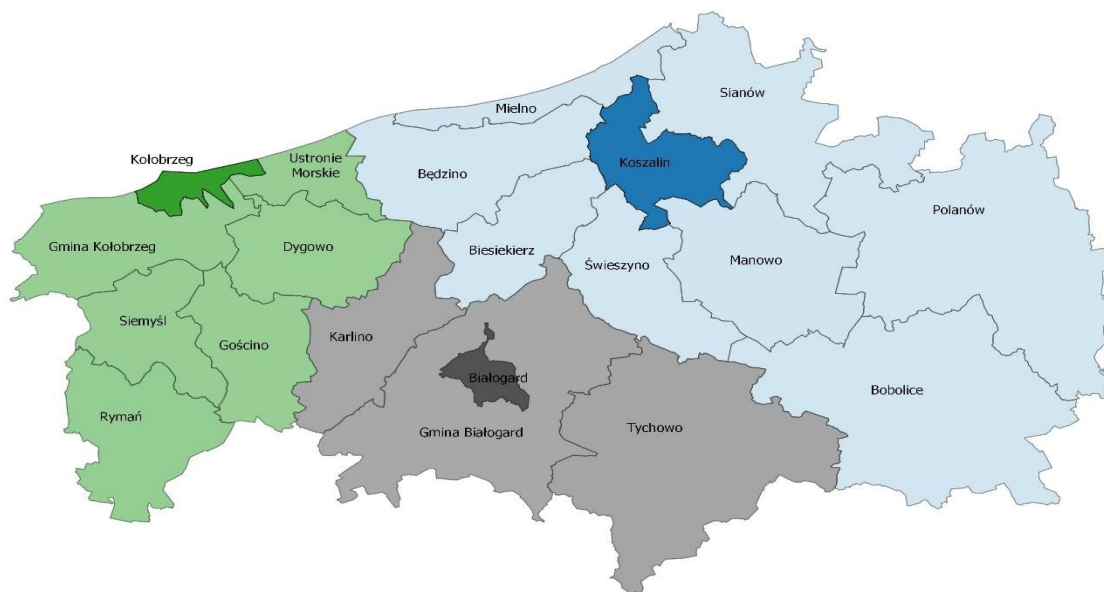 Sianów
Mielno
Kołobrzeg
Ustronie
Morskie
Koszalin
Będzino
Polanów
Gmina Kołobrzeg
Dygowo
Biesiekierz
Świeszyno
Manowo
Siemyśl
Gościno
Karlino
Białogard
Bobolice
Rymań
Gmina Białogard
Tychowo